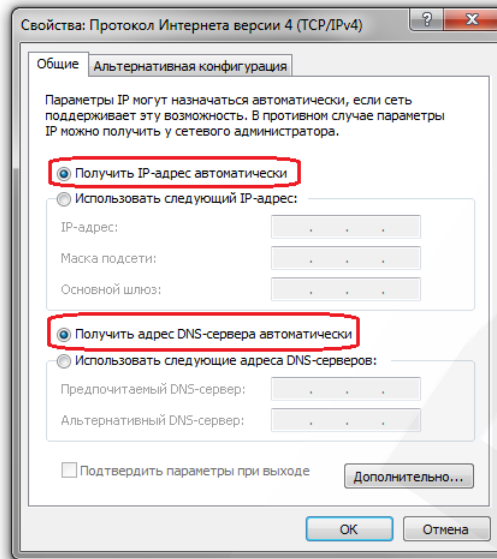 Свойства: Протокол Интернета версии 4 (TCP/IPv4)
Общие
Альтернативная конфигурация
Параметры IP могут назначаться автоматически, если сеть
поддерживает эту возможность. В противном случае параметры
IP можно получить у сетевого администратора.
Получить IP-адрес автоматически
Использовать следующий IP-адрес:
IP-адрес:
Маска подсети:
Основной шлюз:
Получить адрес DNS-сервера автоматически
Использовать следующие адреса DNS-серверов:
Предпочитаемый DNS-сервер:
Альтернативный DNS-сервер:
Подтвердить параметры при выходе
Дополнительно...
OK
Отмена